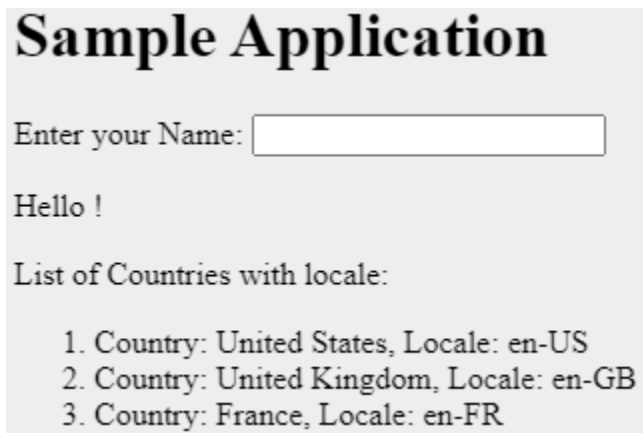 Sample Application
Enter your Name:
Hello !
List of Countries with locale:
1. Country: United States, Locale: en-US
2. Country: United Kingdom, Locale: en-GB
3. Country: France, Locale: en-FR